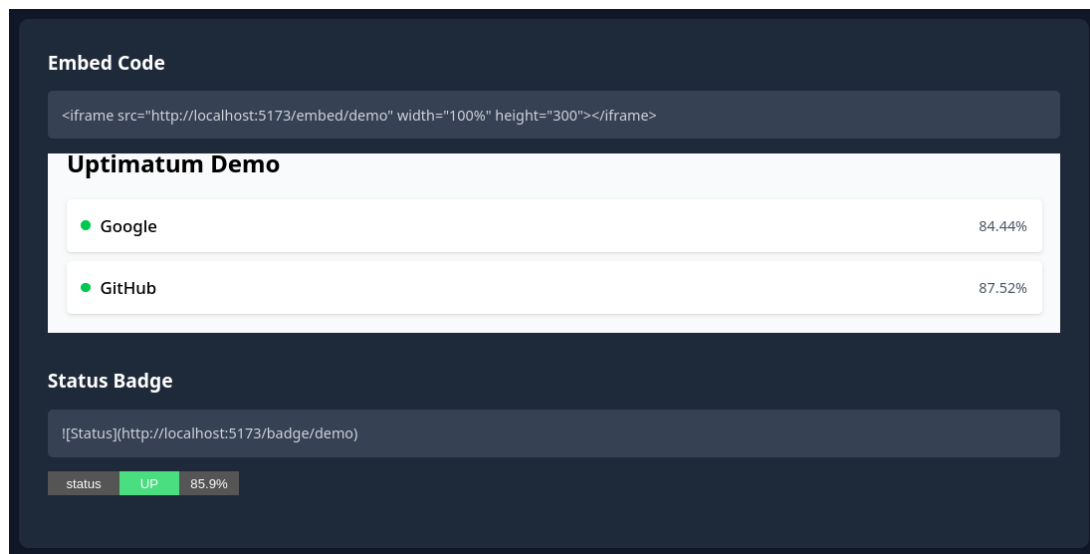 Embed Code
<iframe src="http://localhost:5173/embed/demo" width="100%" height="300"></iframe>
Uptimatum Demo
Google 84.44%
GitHub 87.52%
Status Badge
![Status](http://localhost:5173/badge/demo)
status UP 85.9%